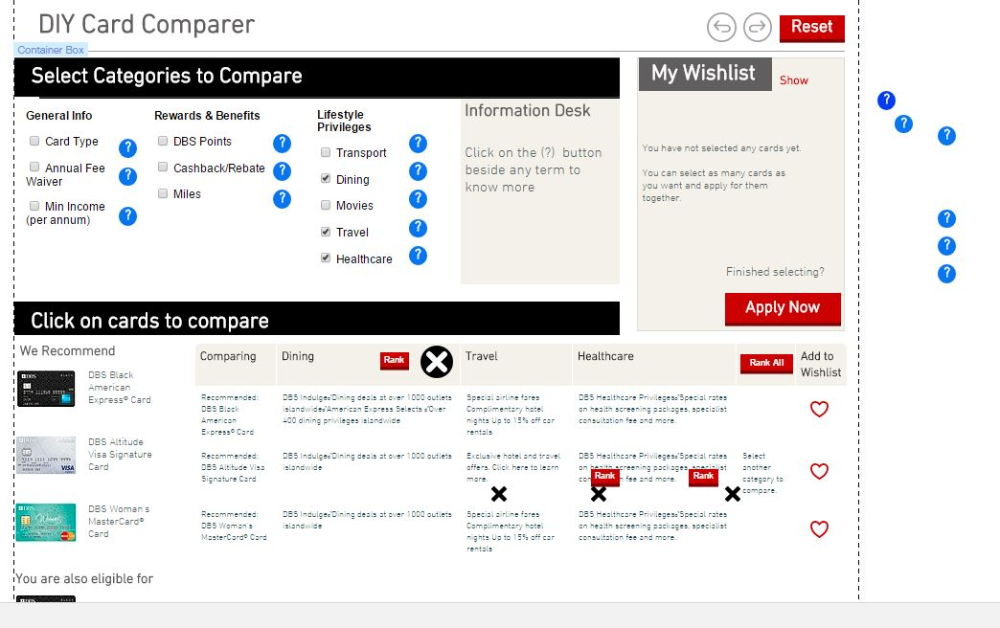 DIY Card Comparer
Reset
Container Box
Select Categories to Compare
My Wishlist
Show
General Info
Card Type
?
Annual Fee
Waiver
?
Min Income
(per annum)
?
Rewards & Benefits
DBS Points
?
Cashback/Rebate
?
Miles
?
Lifestyle
Privileges
Transport
?
Dining
?
Movies
?
Travel
?
Healthcare
?
Information Desk
Click on the (?) button
beside any term to
know more
You have not selected any cards yet.
You can select as many cards as
you want and apply for them
together.
Finished selecting?
Apply Now
?
?
?
?
?
?
Click on cards to compare
We Recommend
DBS Black
American
Express® Card
DBS Altitude
Visa Signature
Card
DBS Woman's
MasterCard®
Card
You are also eligible for
Comparing
Dining
Rank
Travel
Healthcare
Rank All
Add to
Wishlist
Recommended:
DBS Black
American
Express® Card
DBS Indulge Dining deals at over 1000 outlets
islandwide American Express Selects Over
400 dining privileges islandwide
Special airline fares
Complimentary hotel
nights Up to 15% off car
rentals
DBS Healthcare Privileges Special rates
on health screening packages, specialist
consultation fee and more.
Recommended:
DBS Altitude Visa
Signature Card
DBS Indulge Dining deals at over 1000 outlets
islandwide
Exclusive hotel and travel
offers. Click here to learn
more.
DBS Healthcare Privileges Special rates
on health screening packages, specialist
fee and more.
Rank
Rank
Select
another
category to
compare.
Recommended:
DBS Woman's
MasterCard® Card
DBS Indulge Dining deals at over 1000 outlets
islandwide
Special airline fares
Complimentary hotel
nights Up to 15% off car
rentals
DBS Healthcare Privileges Special rates
on health screening packages, specialist
consultation fee and more.